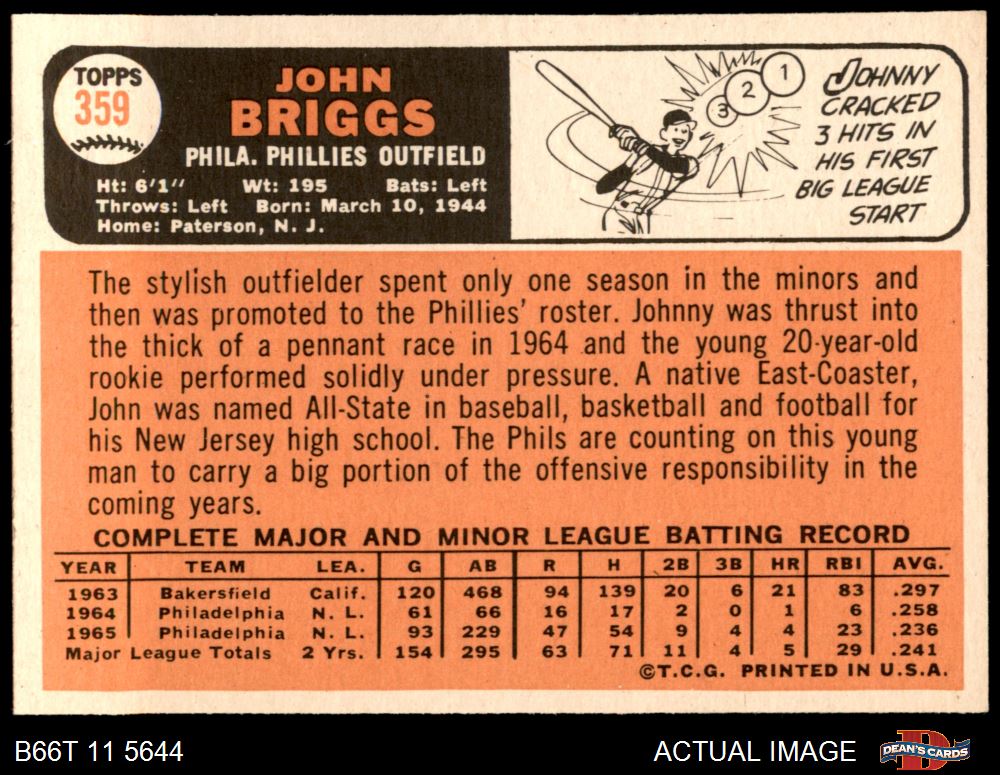 TOPPS
359
JOHN
BRIGGS
PHILA. PHILLIES OUTFIELD
Ht: 6'1" Wt: 195 Bats: Left
Throws: Left Born: March 10, 1944
Home: Paterson, N. J.
1
2
3
JOHNNY
CRACKED
3 HITS IN
HIS FIRST
BIG LEAGUE
START
The stylish outfielder spent only one season in the minors and
then was promoted to the Phillies' roster. Johnny was thrust into
the thick of a pennant race in 1964 and the young 20-year-old
rookie performed solidly under pressure. A native East-Coaster,
John was named All-State in baseball, basketball and football for
his New Jersey high school. The Phils are counting on this young
man to carry a big portion of the offensive responsibility in the
coming years.
COMPLETE MAJOR AND MINOR LEAGUE BATTING RECORD
YEAR TEAM LEA. G AB R H 2B 3B HR RBI AVG.
1963 Bakersfield Calif. 120 468 94 139 20 6 21 83 .297
1964 Philadelphia N. L. 61 66 16 17 2 0 1 6 .258
1965 Philadelphia N. L. 93 229 47 54 9 4 4 23 .236
Major League Totals 2 Yrs. 154 295 63 71 11 4 5 29 .241
©T.C.G. PRINTED IN U.S.A.
B66T 11 5644
ACTUAL IMAGE
D
DEAN'S CARDS